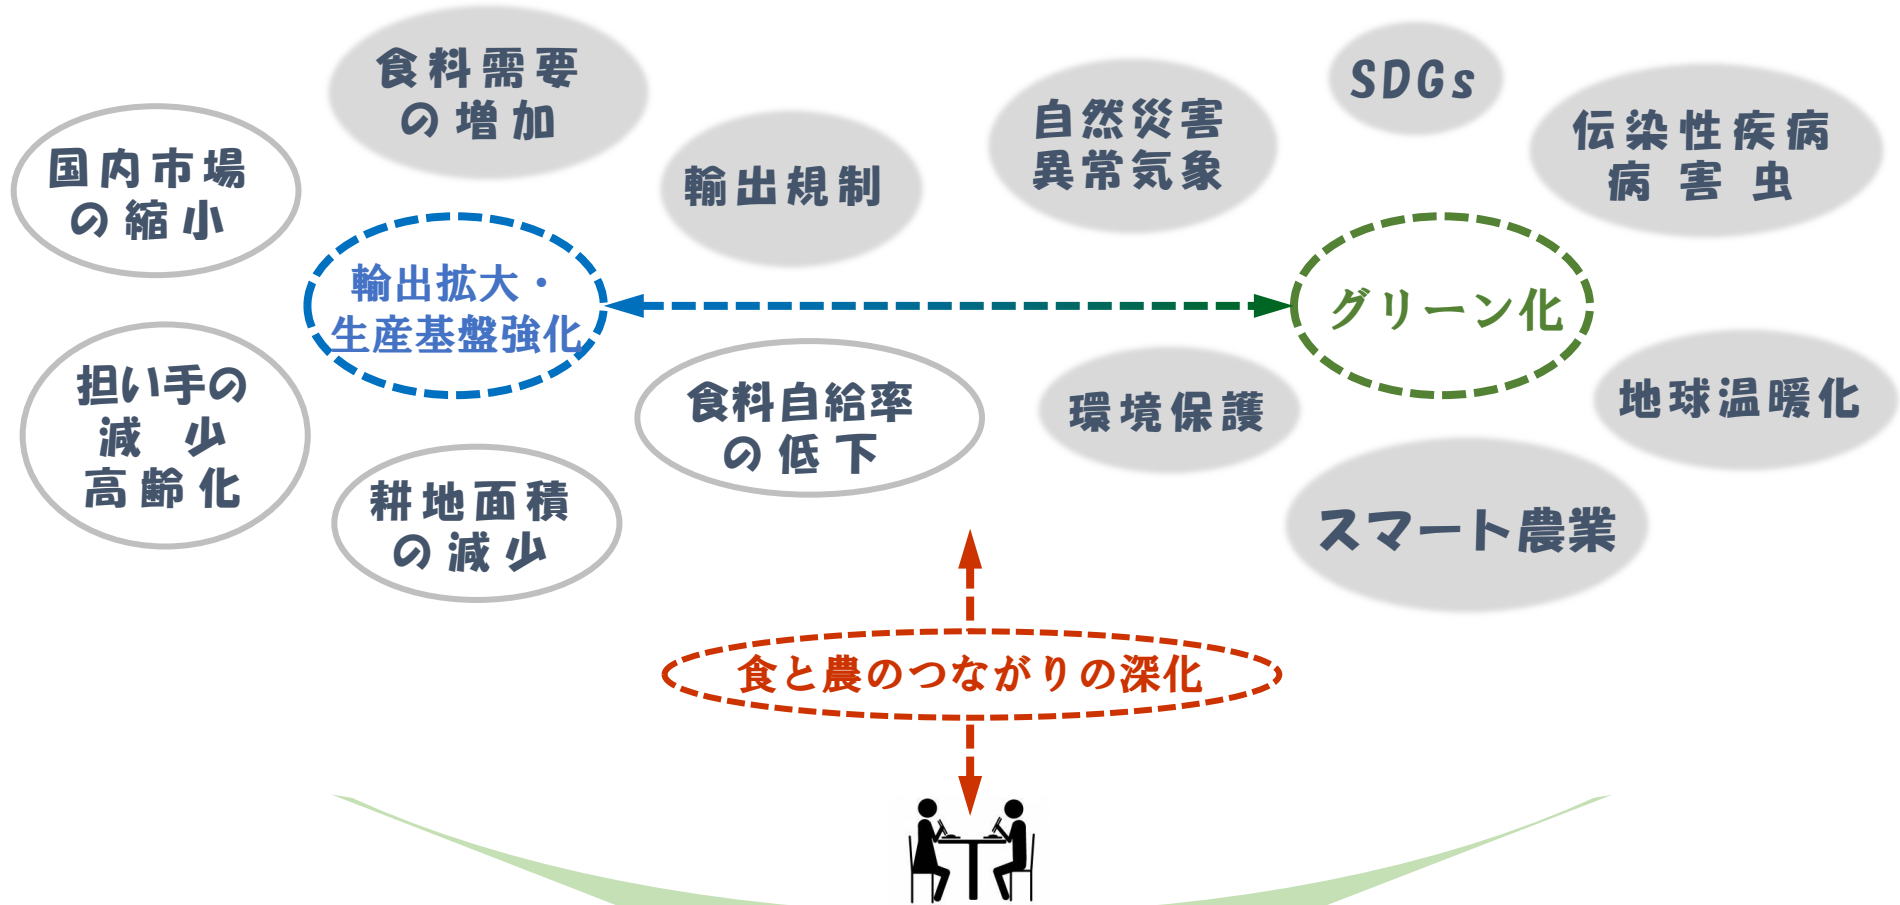 食料需要
の増加
SDGs
自然災害
異常気象
伝染性疾病
病害虫
国内市場
の縮小
輸出規制
輸出拡大・
生産基盤強化
グリーン化
担い手の
減少
高齢化
食料自給率
の低下
環境保護
地球温暖化
耕地面積
の減少
スマート農業
食と農のつながりの深化